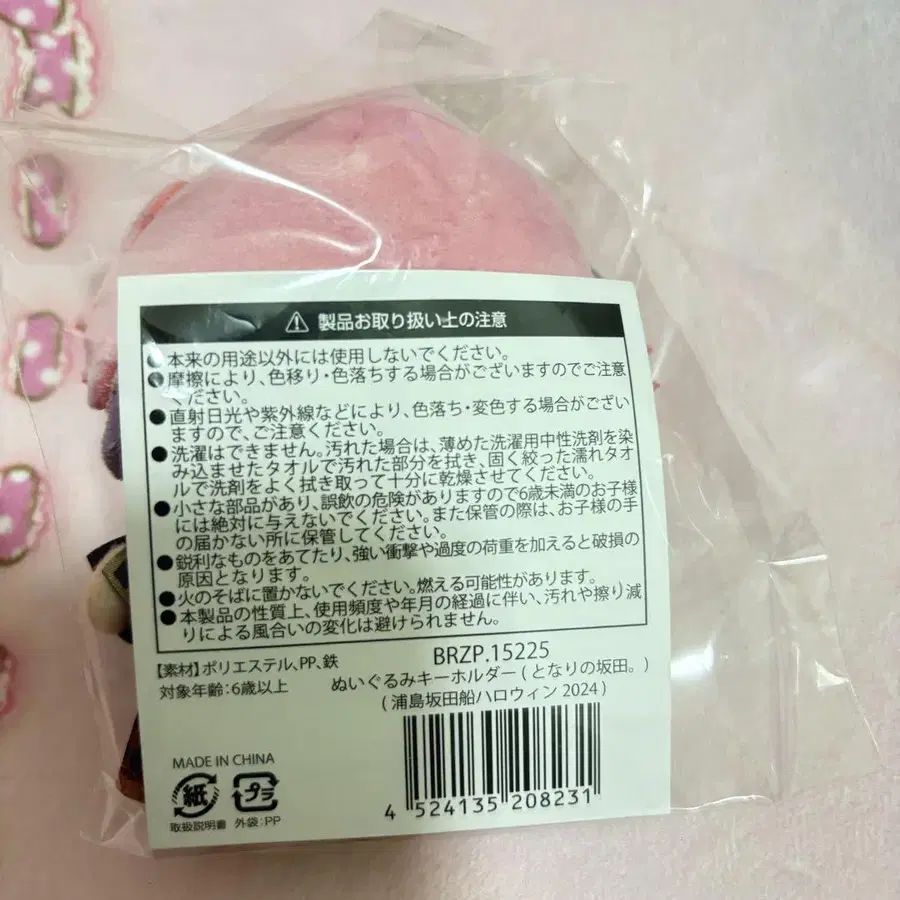 ⚠ 製品お取り扱い上の注意
●本来の用途以外には使用しないでください。
●摩擦により、色移り・色落ちする場合がございますのでご注意
ください。
●直射日光や紫外線などにより、色落ち・変色する場合がござい
ますので、ご注意ください。
●洗濯はできません。汚れた場合は、薄めた洗濯用中性洗剤を染
み込ませたタオルで汚れた部分を拭き、固く絞った濡れタオ
ルで洗剤をよく拭き取って十分に乾燥させてください。
●小さな部品があり、誤飲の危険がありますので6歳未満のお子様
には絶対に与えないでください。また保管の際は、お子様の手
の届かない所に保管してください。
●鋭利なものをあてたり、強い衝撃や過度の荷重を加えると破損の
原因となります。
●火のそばに置かないでください。燃える可能性があります。
●本製品の性質上、使用頻度や年月の経過に伴い、汚れや擦り減
りによる風合いの変化は避けられません。
【素材】ポリエステル、PP、鉄
対象年齢:6歳以上
BRZP.15225
ぬいぐるみキーホルダー(となりの坂田。)
(浦島坂田船ハロウィン 2024)
MADE IN CHINA
紙
プラ
取扱説明書 外袋:PP
4 524135 208231